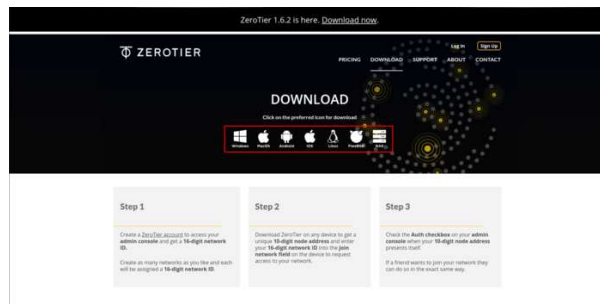 ZeroTier 1.6.2 is here. Download now.
ZEROTIER
Log In Sign Up
PRICING DOWNLOAD SUPPORT ABOUT CONTACT
DOWNLOAD
Click on the preferred icon for download
Windows MacOS Android iOS Linux FreeBSD NAS
Step 1
Create a ZeroTier account to access your
admin console and get a 16-digit network
ID.
Create as many networks as you like and each
will be assigned a 16-digit network ID.
Step 2
Download ZeroTier on any device to get a
unique 10-digit node address and enter
your 16-digit network ID into the join
network field on the device to request
access to your network.
Step 3
Check the Auth checkbox on your admin
console when your 10-digit node address
presents itself.
If a friend wants to join your network they
can do so in the exact same way.